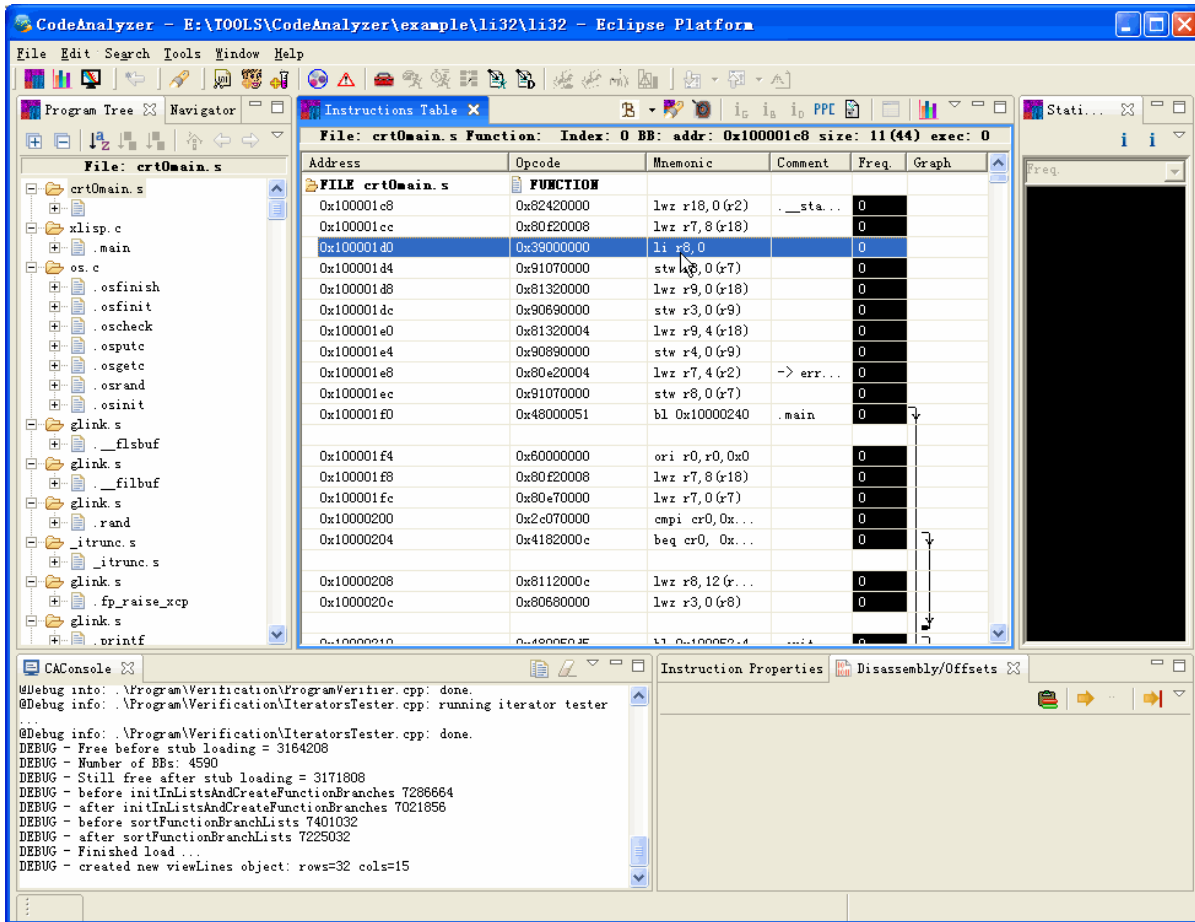 CodeAnalyzer - E:\TOOLS\CodeAnalyzer\example\li32\li32 - Eclipse Platform
File Edit Search Tools Window Help
Program Tree Navigator
File: crt0main.s
crt0main.s
xlisp.c
.main
os.c
.osfinish
.osfinit
.oscheck
.osputc
.osgetc
.osrand
.osinit
glink.s
.__flsbuf
glink.s
.__filbuf
glink.s
.rand
_itrunc.s
_itrunc.s
glink.s
.fp_raise_xcp
glink.s
.printf
Instructions Table
B iG iB iD PPC
File: crt0main.s Function: Index: 0 BB: addr: 0x100001c8 size: 11(44) exec: 0
Address Opcode Mnemonic Comment Freq. Graph
FILE crt0main.s FUNCTION
0x100001c8 0x82420000 lwz r18,0(r2) .__sta... 0
0x100001cc 0x80f20008 lwz r7,8(r18) 0
0x100001d0 0x39000000 li r8,0 0
0x100001d4 0x91070000 stw r8,0(r7) 0
0x100001d8 0x81320000 lwz r9,0(r18) 0
0x100001dc 0x90690000 stw r3,0(r9) 0
0x100001e0 0x81320004 lwz r9,4(r18) 0
0x100001e4 0x90890000 stw r4,0(r9) 0
0x100001e8 0x80e20004 lwz r7,4(r2) -> err... 0
0x100001ec 0x91070000 stw r8,0(r7) 0
0x100001f0 0x48000051 bl 0x10000240 .main 0
0x100001f4 0x60000000 ori r0,r0,0x0 0
0x100001f8 0x80f20008 lwz r7,8(r18) 0
0x100001fc 0x80e70000 lwz r7,0(r7) 0
0x10000200 0x2c070000 cmpi cr0,0x... 0
0x10000204 0x4182000c beq cr0, 0x... 0
0x10000208 0x8112000c lwz r8,12(r... 0
0x1000020c 0x80680000 lwz r3,0(r8) 0
0x10000210
Stati...
i i
Freq.
CAConsole
@Debug info: .\Program\Verification\ProgramVerifier.cpp: done.
@Debug info: .\Program\Verification\IteratorsTester.cpp: running iterator tester
...
@Debug info: .\Program\Verification\IteratorsTester.cpp: done.
DEBUG - Free before stub loading = 3164208
DEBUG - Number of BBs: 4590
DEBUG - Still free after stub loading = 3171808
DEBUG - before initInListsAndCreateFunctionBranches 7286664
DEBUG - after initInListsAndCreateFunctionBranches 7021856
DEBUG - before sortFunctionBranchLists 7401032
DEBUG - after sortFunctionBranchLists 7225032
DEBUG - Finished load ...
DEBUG - created new viewLines object: rows=32 cols=15
Instruction Properties Disassembly/Offsets